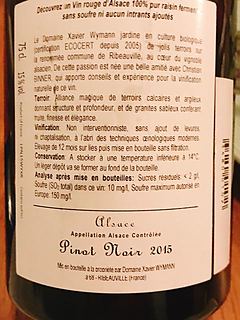 Découvrez un Vin rouge d'Alsace 100% pur raisin fermenté
sans soufre ni aucun intrants ajoutés
Le Domaine Xavier Wymann jardine en culture biologique
(certification ECOCERT depuis 2005) de jolis terroirs sur
la renommée commune de Ribeauvillé, au cœur du vignoble
alsacien. De cette passion est née une belle amitié avec Christian
BINNER, qui apporte conseils et expérience pour la vinification
naturelle de ce vin.
Terroir: Alliance magique de terroirs calcaires et argileux
donnant structure et profondeur, et de granites sableux conférant
fruité, finesse et élégance.
Vinification: Non interventionniste, sans ajout de levures
ni chaptalisation, à l'abri des techniques œnologiques modernes.
Elevage de 12 mois sur lies puis mise en bouteille sans filtration.
Conservation: A stocker à une température inférieure à 14°C.
Un léger dépôt va se former au fond de la bouteille.
Analyse après mise en bouteilles: Sucres résiduels: < 2 g/l,
Soufre (SO2 total) dans ce vin: 10 mg/l, Soufre maximum autorisé en
Europe: 150 mg/l.
75 cl
Alsace
Appellation Alsace Contrôlée
Pinot Noir 2015
Mis en bouteille à la propriété par Domaine Xavier WYMANN
à 68 - RIBEAUVILLE (France)